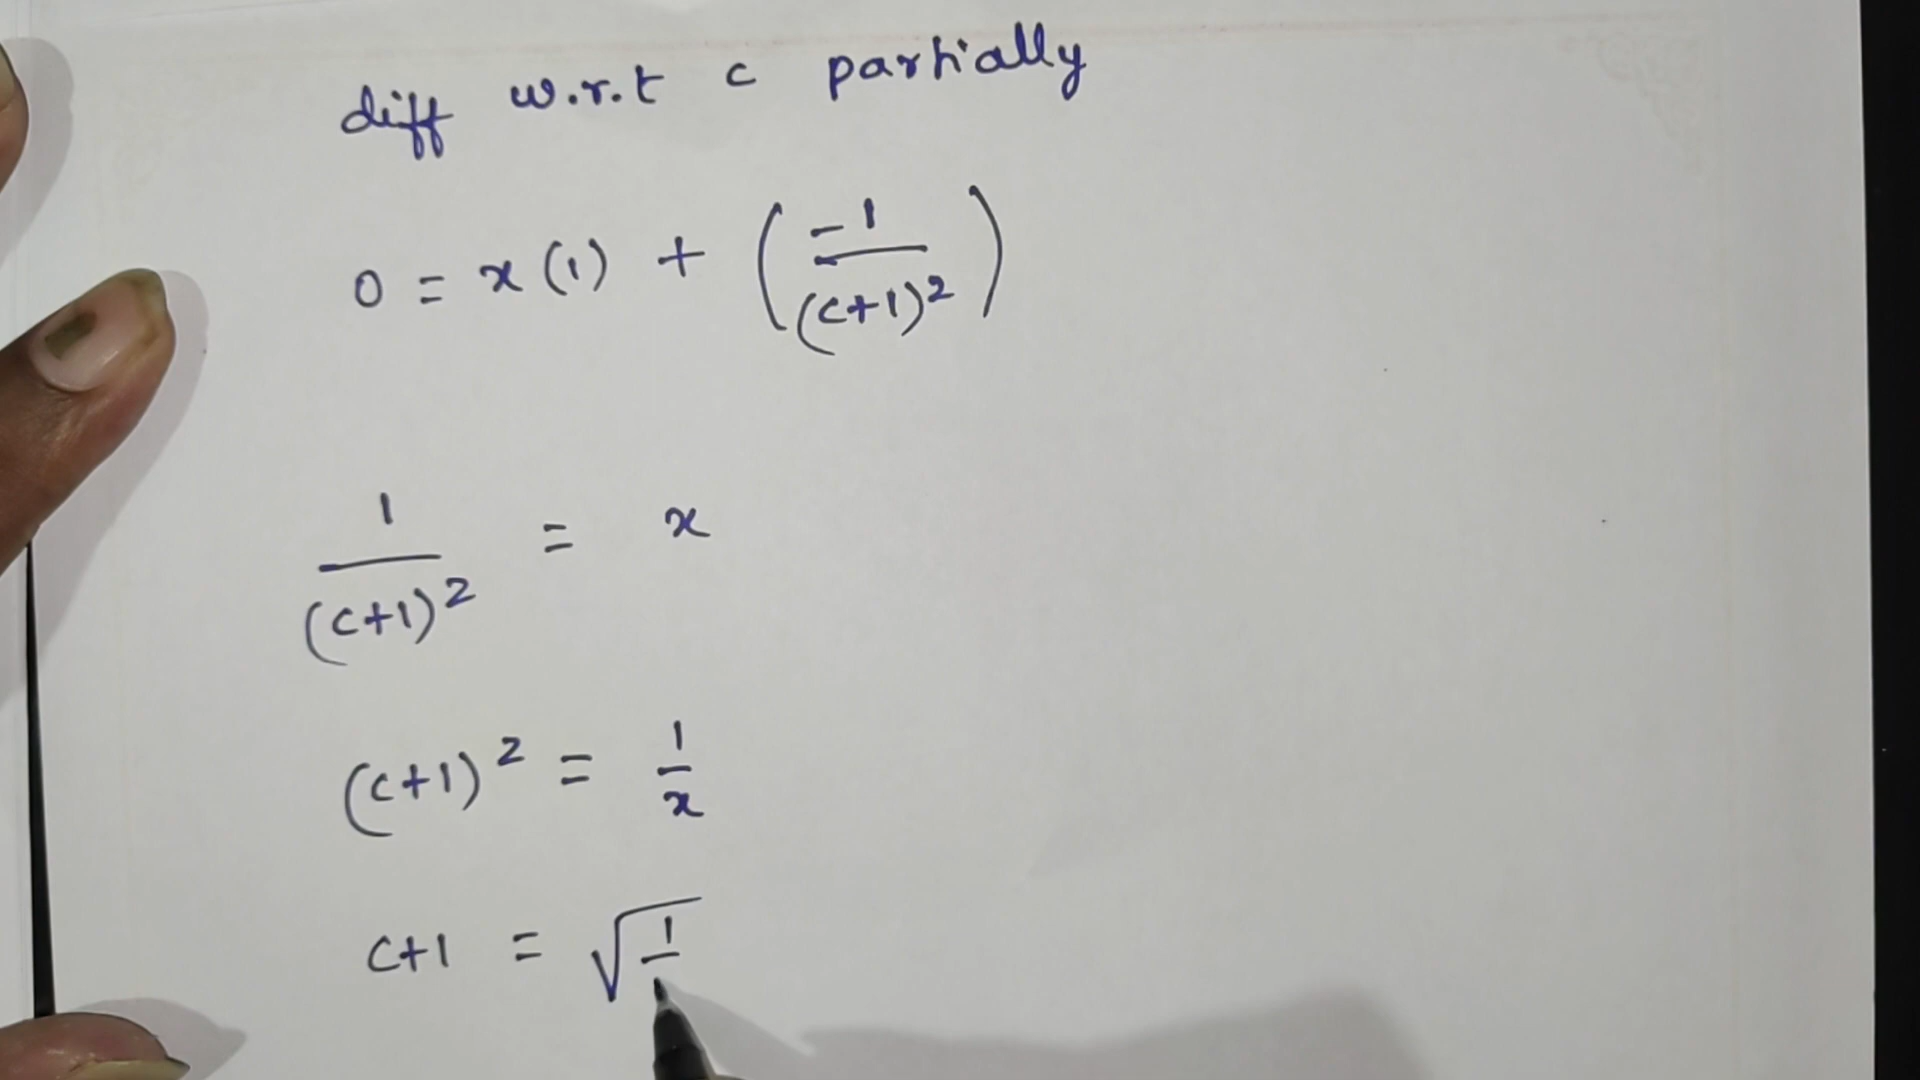 diff w.r.t c partially
0 = x(1) + (-1/(c+1)²)
1/(c+1)² = x
(c+1)² = 1/x
c+1 = √1/